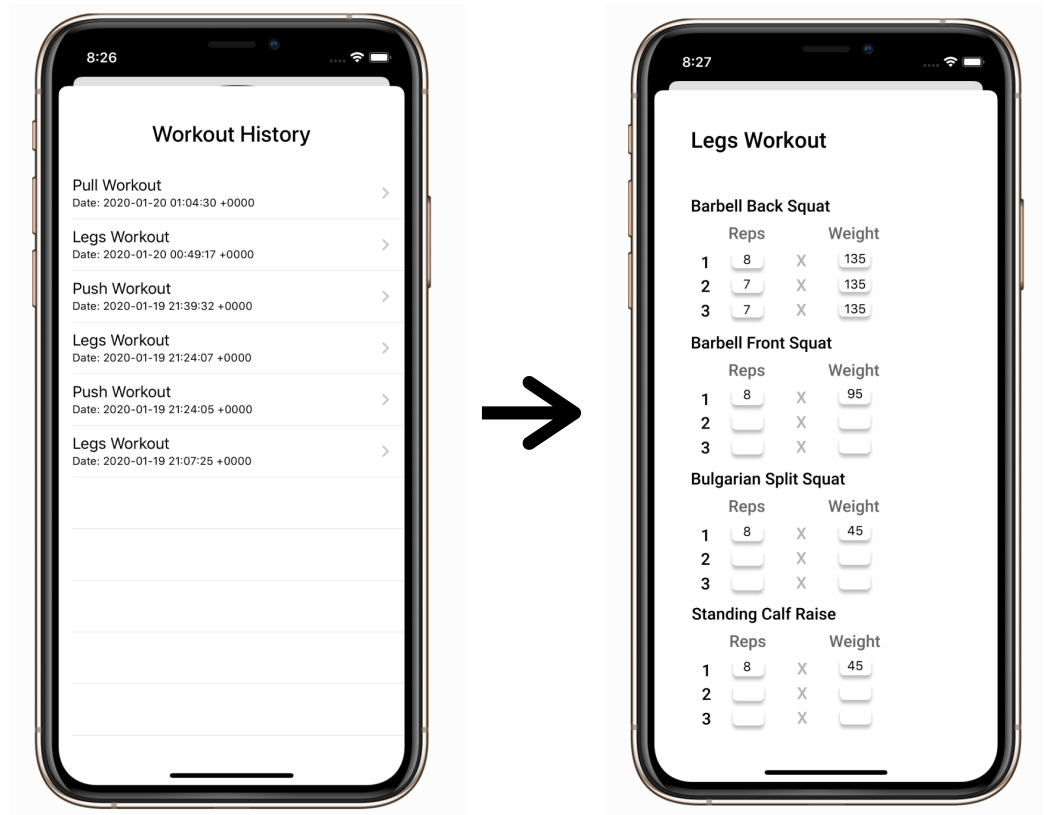 8:26
Workout History
Pull Workout
Date: 2020-01-20 01:04:30 +0000
Legs Workout
Date: 2020-01-20 00:49:17 +0000
Push Workout
Date: 2020-01-19 21:39:32 +0000
Legs Workout
Date: 2020-01-19 21:24:07 +0000
Push Workout
Date: 2020-01-19 21:24:05 +0000
Legs Workout
Date: 2020-01-19 21:07:25 +0000
8:27
Legs Workout
Barbell Back Squat
Reps Weight
1 8 X 135
2 7 X 135
3 7 X 135
Barbell Front Squat
Reps Weight
1 8 X 95
2 X
3 X
Bulgarian Split Squat
Reps Weight
1 8 X 45
2 X
3 X
Standing Calf Raise
Reps Weight
1 8 X 45
2 X
3 X